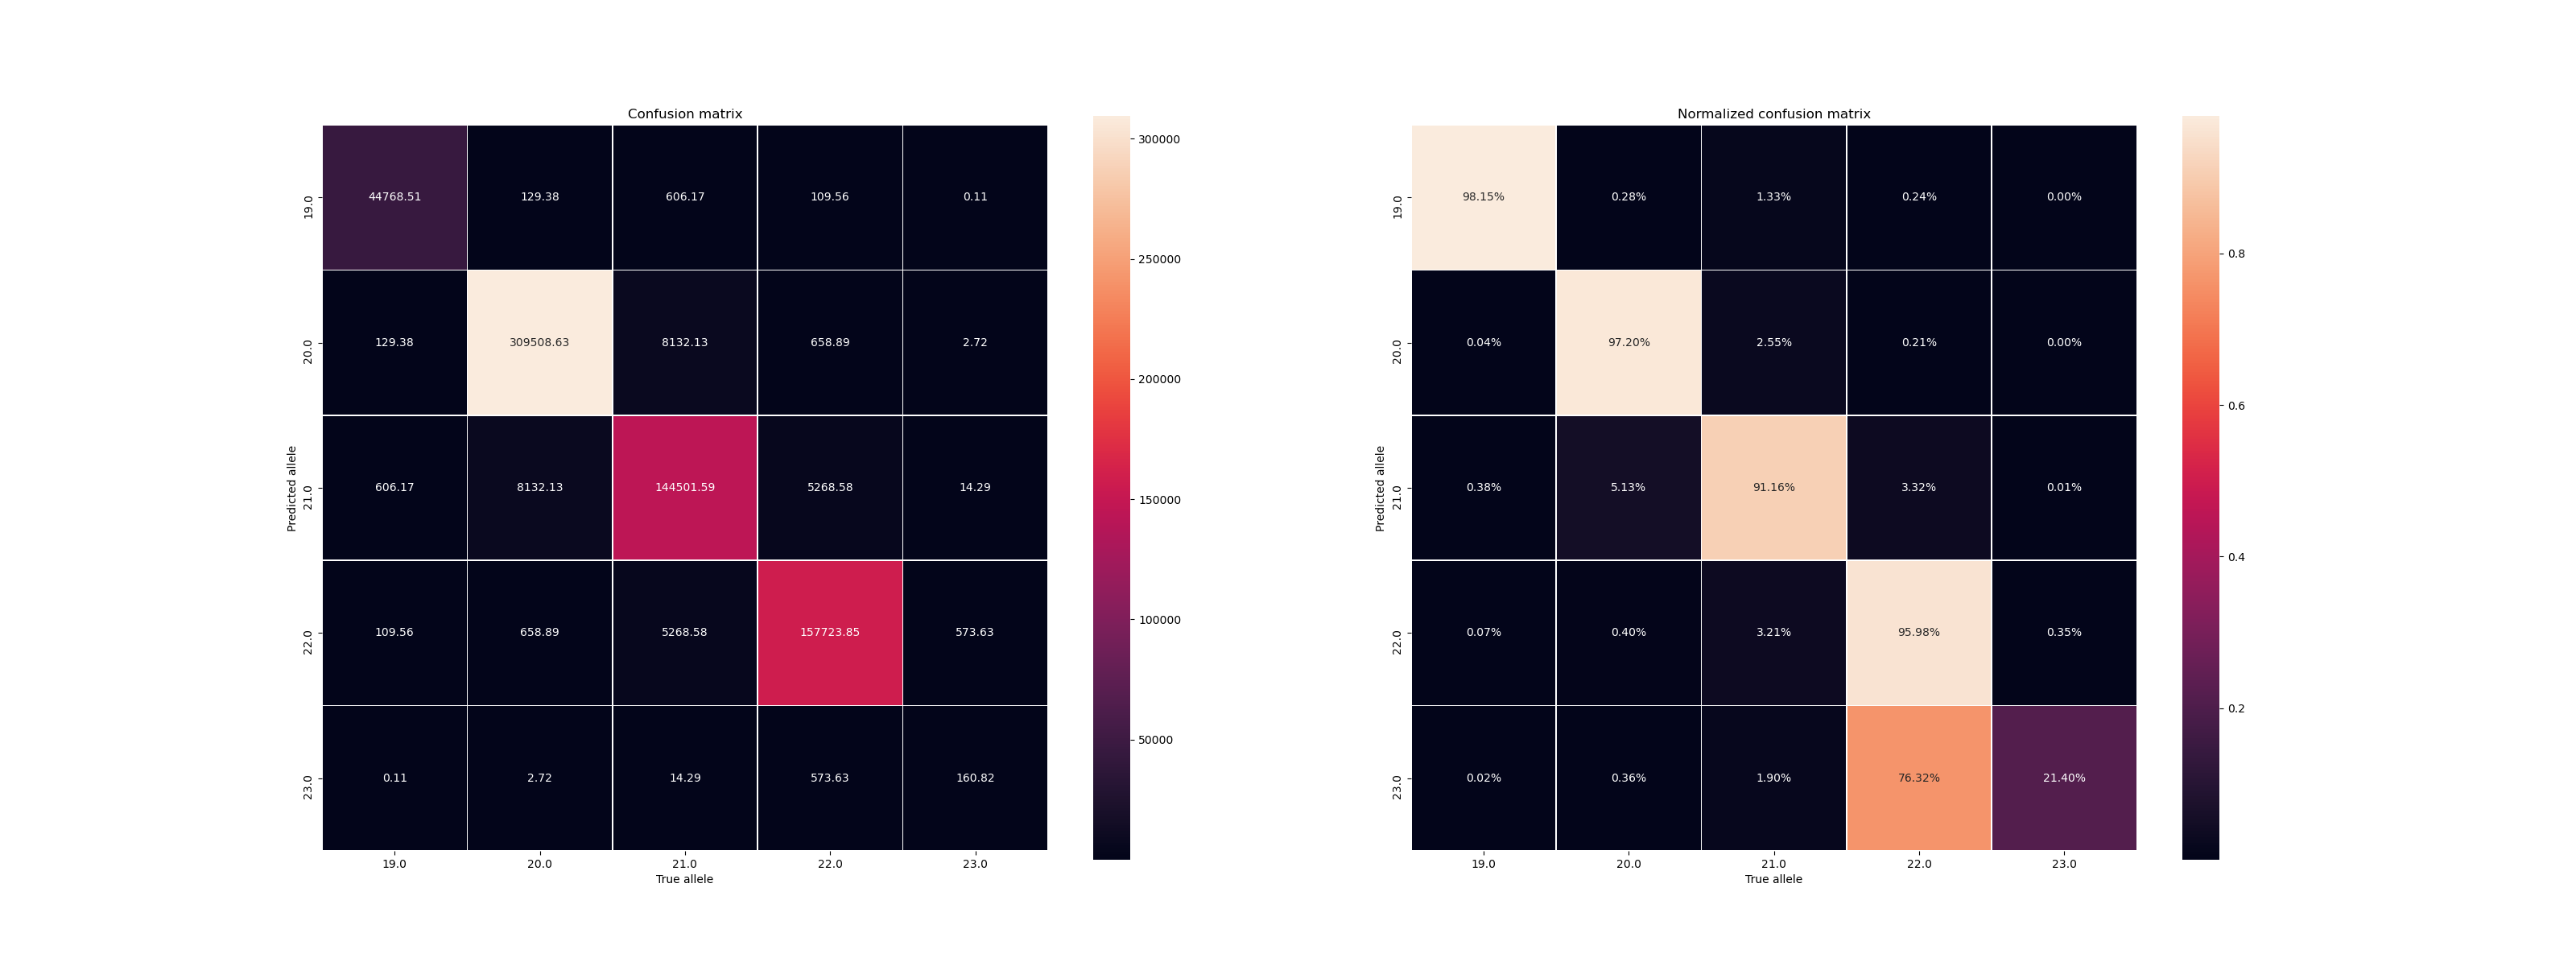 Confusion matrix
19.0 44768.51 129.38 606.17 109.56 0.11
20.0 129.38 309508.63 8132.13 658.89 2.72
21.0 606.17 8132.13 144501.59 5268.58 14.29
22.0 109.56 658.89 5268.58 157723.85 573.63
23.0 0.11 2.72 14.29 573.63 160.82
19.0 20.0 21.0 22.0 23.0
True allele
Predicted allele
300000
250000
200000
150000
100000
50000
Normalized confusion matrix
19.0 98.15% 0.28% 1.33% 0.24% 0.00%
20.0 0.04% 97.20% 2.55% 0.21% 0.00%
21.0 0.38% 5.13% 91.16% 3.32% 0.01%
22.0 0.07% 0.40% 3.21% 95.98% 0.35%
23.0 0.02% 0.36% 1.90% 76.32% 21.40%
19.0 20.0 21.0 22.0 23.0
True allele
Predicted allele
0.8
0.6
0.4
0.2